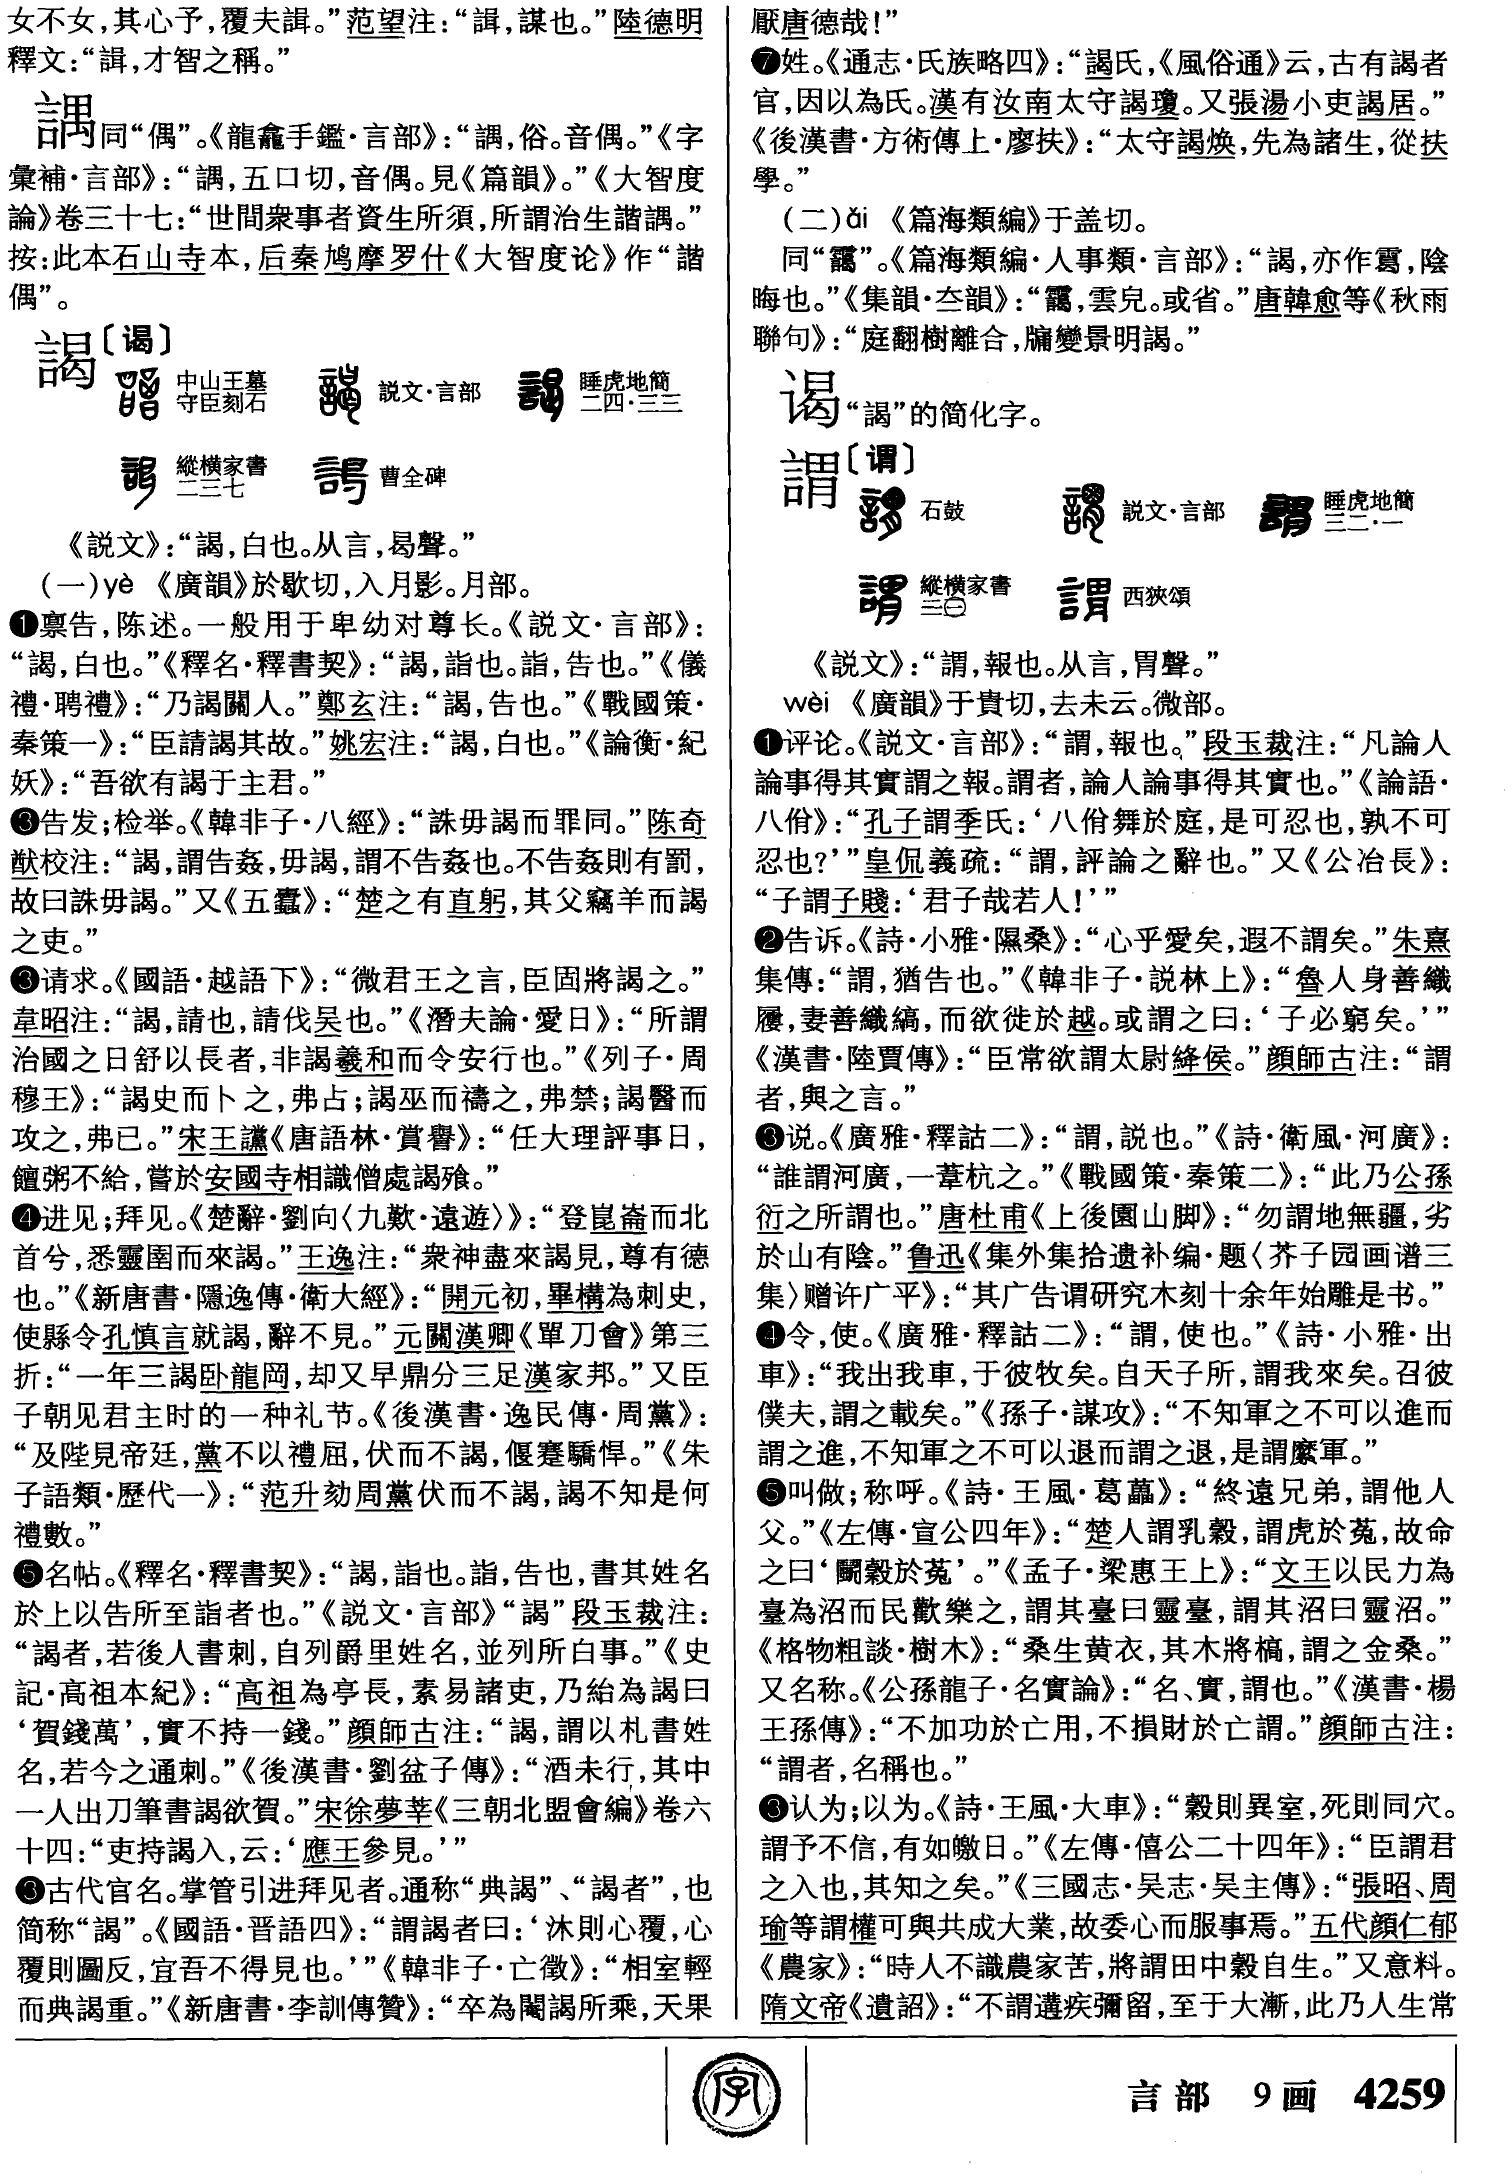 女不女，其心予，覆夫諿。”范望注：“諿，謀也。”陸德明
釋文：“諿，才智之稱。”
諣同“偶”。《龍龕手鑑·言部》：“諣，俗。音偶。”《字
彙補·言部》：“諣，五口切，音偶。見《篇韻》。”《大智度
論》卷三十七：“世間衆事者資生所須，所謂治生諧諣。”
按：此本石山寺本，后秦鸠摩罗什《大智度论》作“諧
偶”。
謁〔谒〕
中山王墓
守臣刻石
説文·言部
睡虎地簡
二四·三三
縱横家書
二三七
曹全碑
《説文》：“謁，白也。从言，曷聲。”
(一)yè 《廣韻》於歇切，入月影。月部。
❶禀告，陈述。一般用于卑幼对尊长。《説文·言部》：
“謁，白也。”《釋名·釋書契》：“謁，詣也。詣，告也。”《儀
禮·聘禮》：“乃謁關人。”鄭玄注：“謁，告也。”《戰國策·
秦策一》：“臣請謁其故。”姚宏注：“謁，白也。”《論衡·紀
妖》：“吾欲有謁于主君。”
❸告发；检举。《韓非子·八經》：“誅毋謁而罪同。”陈奇
猷校注：“謁，謂告姦，毋謁，謂不告姦也。不告姦則有罰，
故曰誅毋謁。”又《五蠹》：“楚之有直躬，其父竊羊而謁
之吏。”
❸请求。《國語·越語下》：“微君王之言，臣固將謁之。”
韋昭注：“謁，請也，請伐吴也。”《潛夫論·愛日》：“所謂
治國之日舒以長者，非謁羲和而令安行也。”《列子·周
穆王》：“謁史而卜之，弗占；謁巫而禱之，弗禁；謁醫而
攻之，弗已。”宋王讜《唐語林·賞譽》：“任大理評事日，
饘粥不給，嘗於安國寺相識僧處謁飱。”
❹进见；拜见。《楚辭·劉向〈九歎·遠遊〉》：“登崑崙而北
首兮，悉靈圉而來謁。”王逸注：“衆神盡來謁見，尊有德
也。”《新唐書·隱逸傳·衛大經》：“開元初，畢構為刺史，
使縣令孔慎言就謁，辭不見。”元關漢卿《單刀會》第三
折：“一年三謁卧龍岡，却又早鼎分三足漢家邦。”又臣
子朝见君主时的一种礼节。《後漢書·逸民傳·周黨》：
“及陛見帝廷，黨不以禮屈，伏而不謁，偃蹇驕悍。”《朱
子語類·歷代一》：“范升劾周黨伏而不謁，謁不知是何
禮數。”
❺名帖。《釋名·釋書契》：“謁，詣也。詣，告也，書其姓名
於上以告所至詣者也。”《説文·言部》“謁”段玉裁注：
“謁者，若後人書刺，自列爵里姓名，並列所白事。”《史
記·高祖本紀》：“高祖為亭長，素易諸吏，乃紿為謁曰
‘賀錢萬’，實不持一錢。”顔師古注：“謁，謂以札書姓
名，若今之通刺。”《後漢書·劉盆子傳》：“酒未行，其中
一人出刀筆書謁欲賀。”宋徐夢莘《三朝北盟會編》卷六
十四：“吏持謁入，云：‘應王參見。’”
❸古代官名。掌管引进拜见者。通称“典謁”、“謁者”，也
简称“謁”。《國語·晋語四》：“謂謁者曰：‘沐則心覆，心
覆則圖反，宜吾不得見也。’”《韓非子·亡徵》：“相室輕
而典謁重。”《新唐書·李訓傳贊》：“卒為閹謁所乘，天果
厭唐德哉！”
❼姓。《通志·氏族略四》：“謁氏，《風俗通》云，古有謁者
官，因以為氏。漢有汝南太守謁瓊。又張湯小吏謁居。”
《後漢書·方術傳上·廖扶》：“太守謁焕，先為諸生，從扶
學。”
(二)ǎi 《篇海類編》于盖切。
同“靄”。《篇海類編·人事類·言部》：“謁，亦作䨠，陰
晦也。”《集韻·夳韻》：“靄，雲皃。或省。”唐韓愈等《秋雨
聯句》：“庭翻樹離合，牖變景明謁。”
谒“謁”的简化字。
謂〔谓〕
石鼓
説文·言部
睡虎地簡
三二·一
縱横家書
三〇
西狹頌
《説文》：“謂，報也。从言，胃聲。”
wèi 《廣韻》于貴切，去未云。微部。
❶评论。《説文·言部》：“謂，報也。”段玉裁注：“凡論人
論事得其實謂之報。謂者，論人論事得其實也。”《論語·
八佾》：“孔子謂季氏：‘八佾舞於庭，是可忍也，孰不可
忍也？’”皇侃義疏：“謂，評論之辭也。”又《公冶長》：
“子謂子賤：‘君子哉若人！’”
❷告诉。《詩·小雅·隰桑》：“心乎愛矣，遐不謂矣。”朱熹
集傳：“謂，猶告也。”《韓非子·説林上》：“魯人身善織
屨，妻善織縞，而欲徙於越。或謂之曰：‘子必窮矣。’”
《漢書·陸賈傳》：“臣常欲謂太尉絳侯。”顔師古注：“謂
者，與之言。”
❸说。《廣雅·釋詁二》：“謂，説也。”《詩·衛風·河廣》：
“誰謂河廣，一葦杭之。”《戰國策·秦策二》：“此乃公孫
衍之所謂也。”唐杜甫《上後園山脚》：“勿謂地無疆，劣
於山有陰。”鲁迅《集外集拾遗补编·题〈芥子园画谱三
集〉赠许广平》：“其广告谓研究木刻十余年始雕是书。”
❹令，使。《廣雅·釋詁二》：“謂，使也。”《詩·小雅·出
車》：“我出我車，于彼牧矣。自天子所，謂我來矣。召彼
僕夫，謂之載矣。”《孫子·謀攻》：“不知軍之不可以進而
謂之進，不知軍之不可以退而謂之退，是謂縻軍。”
❺叫做；称呼。《詩·王風·葛藟》：“終遠兄弟，謂他人
父。”《左傳·宣公四年》：“楚人謂乳穀，謂虎於菟，故命
之曰‘鬭穀於菟’。”《孟子·梁惠王上》：“文王以民力為
臺為沼而民歡樂之，謂其臺曰靈臺，謂其沼曰靈沼。”
《格物粗談·樹木》：“桑生黄衣，其木將槁，謂之金桑。”
又名称。《公孫龍子·名實論》：“名、實，謂也。”《漢書·楊
王孫傳》：“不加功於亡用，不損財於亡謂。”顔師古注：
“謂者，名稱也。”
❸认为；以为。《詩·王風·大車》：“穀則異室，死則同穴。
謂予不信，有如皦日。”《左傳·僖公二十四年》：“臣謂君
之入也，其知之矣。”《三國志·吴志·吴主傳》：“張昭、周
瑜等謂權可與共成大業，故委心而服事焉。”五代顔仁郁
《農家》：“時人不識農家苦，將謂田中穀自生。”又意料。
隋文帝《遺詔》：“不謂遘疾彌留，至于大漸，此乃人生常
字
言部 9画 4259